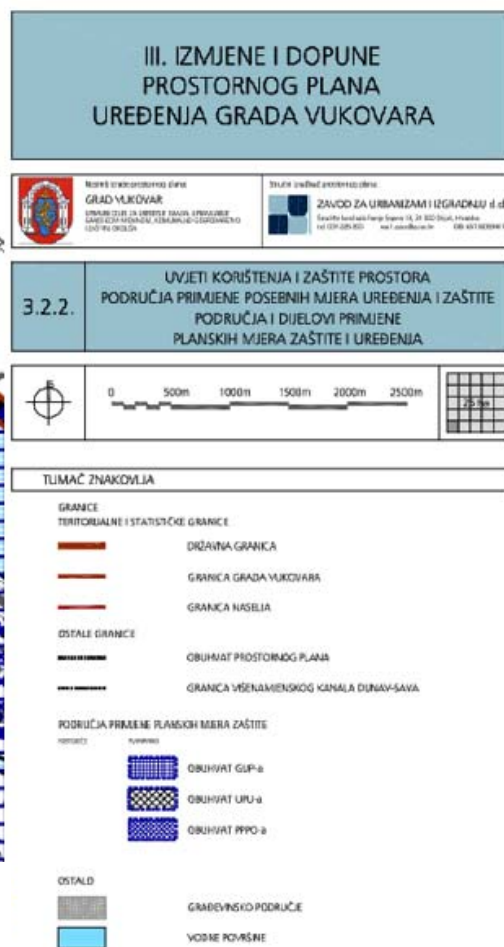 III. IZMJENE I DOPUNE
PROSTORNOG PLANA
UREĐENJA GRADA VUKOVARA
GRAD VUKOVAR
ZAVOD ZA URBANIZAM I IZGRADNJU d.d
3.2.2.
UVJETI KORIŠTENJA I ZAŠTITE PROSTORA
PODRUČJA PRIMJENE POSEBNIH MJERA UREĐENJA I ZAŠTITE
PODRUČJA I DIJELOVI PRIMJENE
PLANSKIH MJERA ZAŠTITE I UREĐENJA
0 500m 1000m 1500m 2000m 2500m
25 ha
TUMAČ ZNAKOVLJA
GRANICE
TERITORIJALNE I STATISTIČKE GRANICE
DRŽAVNA GRANICA
GRANICA GRADA VUKOVARA
GRANICA NASELJA
OSTALE GRANICE
OBUHVAT PROSTORNOG PLANA
GRANICA VIŠENAMJENSKOG KANALA DUNAV-SAVA
PODRUČJA PRIMJENE PLANSKIH MJERA ZAŠTITE
OBUHVAT GUP-a
OBUHVAT UPU-a
OBUHVAT PPPO-a
OSTALO
GRAĐEVINSKO PODRUČJE
VODNE POVRŠINE